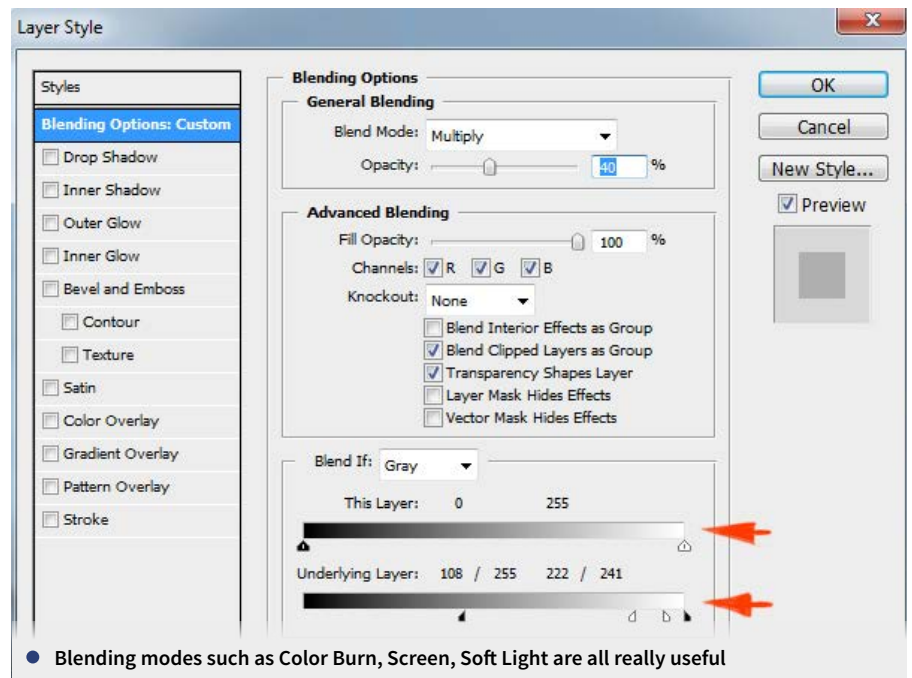 Layer Style
Styles
Blending Options: Custom
Drop Shadow
Inner Shadow
Outer Glow
Inner Glow
Bevel and Emboss
Contour
Texture
Satin
Color Overlay
Gradient Overlay
Pattern Overlay
Stroke
Blending Options
General Blending
Blend Mode: Multiply
Opacity: 40 %
Advanced Blending
Fill Opacity: 100 %
Channels: R G B
Knockout: None
Blend Interior Effects as Group
Blend Clipped Layers as Group
Transparency Shapes Layer
Layer Mask Hides Effects
Vector Mask Hides Effects
Blend If: Gray
This Layer: 0 255
Underlying Layer: 108 / 255 222 / 241
OK
Cancel
New Style...
Preview
Blending modes such as Color Burn, Screen, Soft Light are all really useful